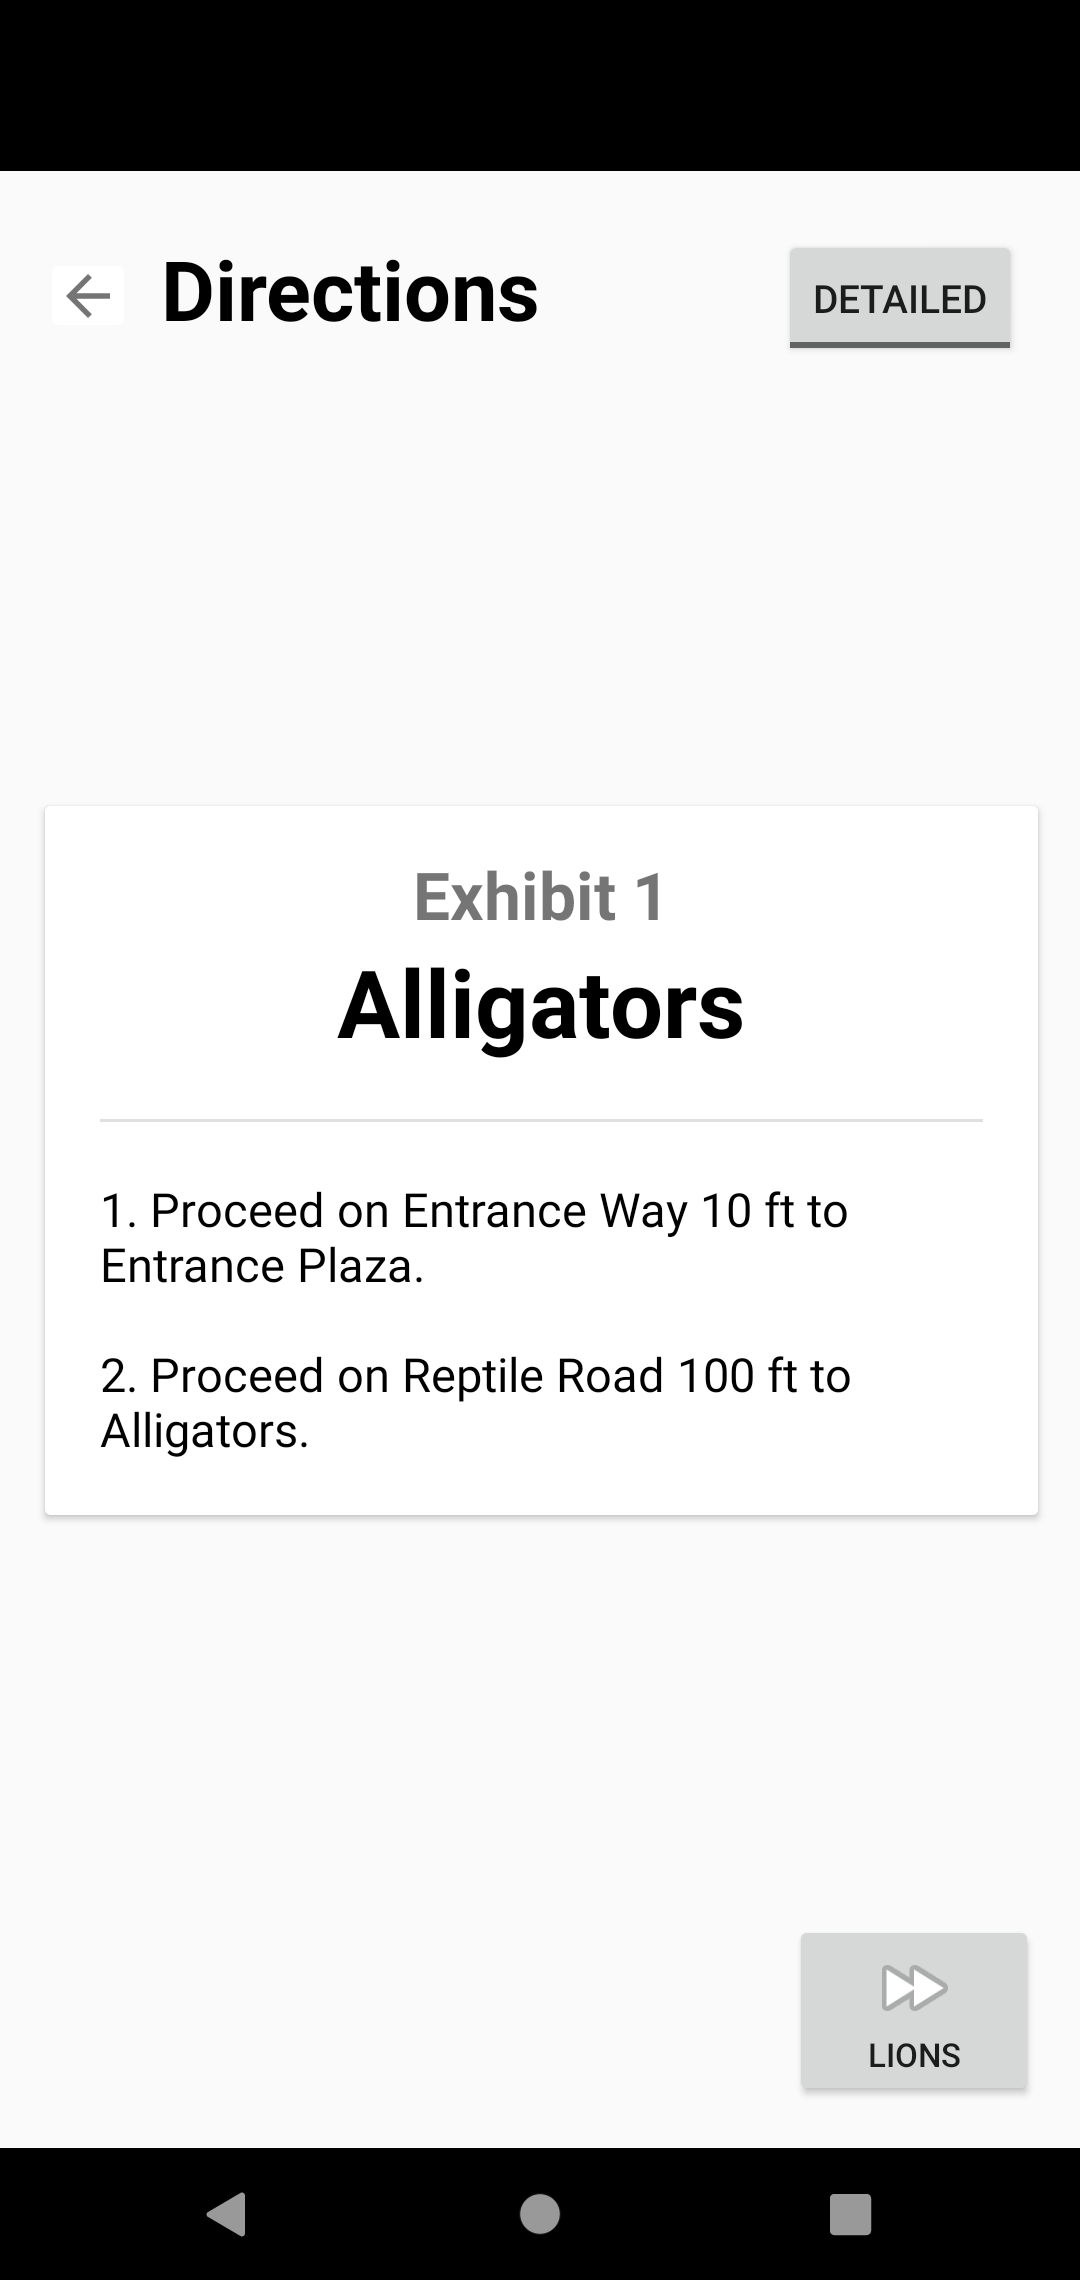 Directions
DETAILED
Exhibit 1
Alligators
1. Proceed on Entrance Way 10 ft to
Entrance Plaza.
2. Proceed on Reptile Road 100 ft to
Alligators.
LIONS